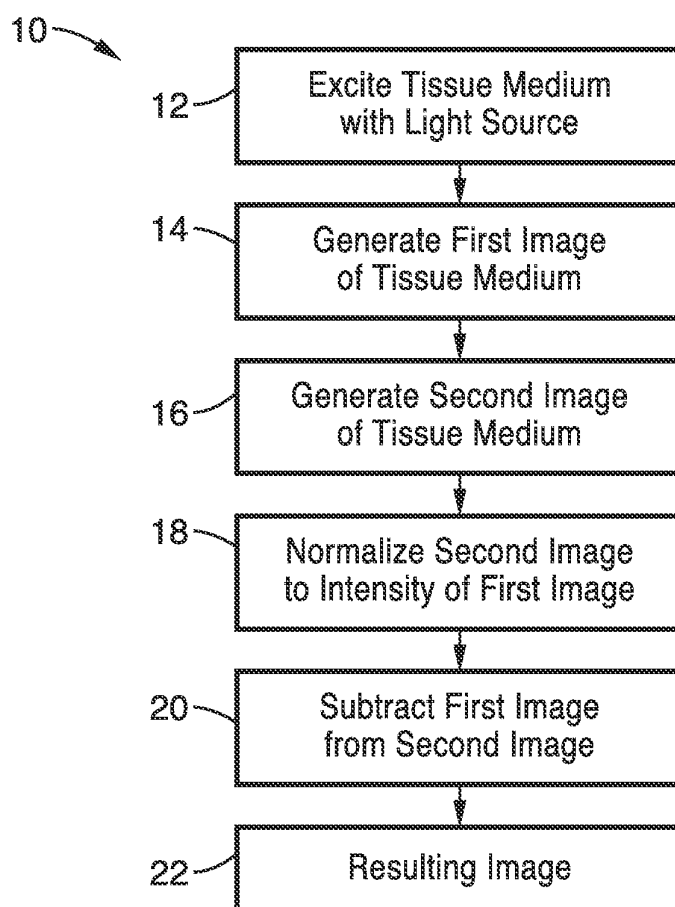 10
12
Excite Tissue Medium
with Light Source
14
Generate First Image
of Tissue Medium
16
Generate Second Image
of Tissue Medium
18
Normalize Second Image
to Intensity of First Image
20
Subtract First Image
from Second Image
22
Resulting Image